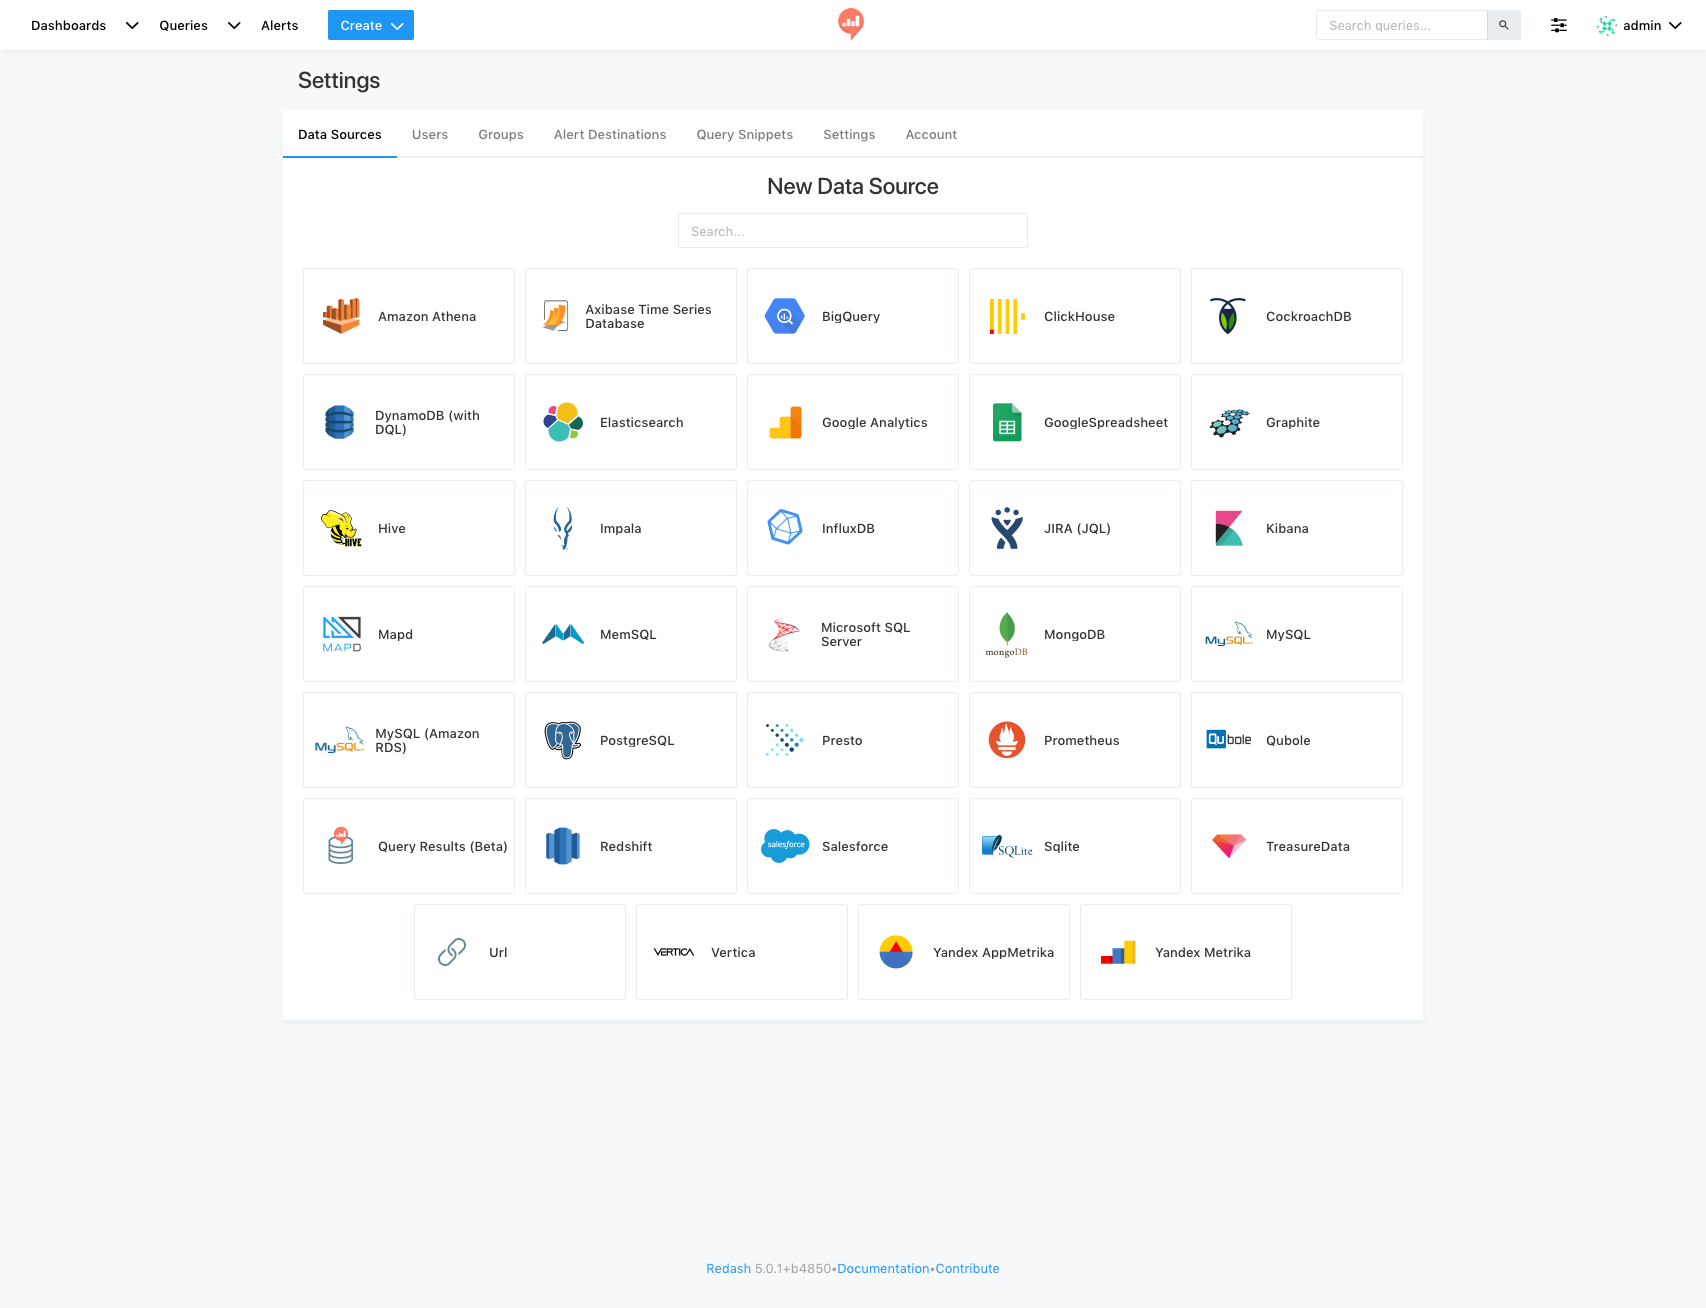 Dashboards Queries Alerts Create Search queries... admin
Settings
Data Sources Users Groups Alert Destinations Query Snippets Settings Account
New Data Source
Search...
Amazon Athena
Axibase Time Series
Database
BigQuery
ClickHouse
CockroachDB
DynamoDB (with
DQL)
Elasticsearch
Google Analytics
GoogleSpreadsheet
Graphite
HIVE
Hive
Impala
InfluxDB
JIRA (JQL)
Kibana
MAPD
Mapd
MemSQL
Microsoft SQL
Server
mongoDB
MongoDB
MySQL
MySQL
MySQL
MySQL (Amazon
RDS)
PostgreSQL
Presto
Prometheus
Qubole
Qubole
Query Results (Beta)
Redshift
salesforce
Salesforce
SQLite
Sqlite
TreasureData
Url
VERTICA
Vertica
Yandex AppMetrika
Yandex Metrika
Redash 5.0.1+b4850•Documentation•Contribute